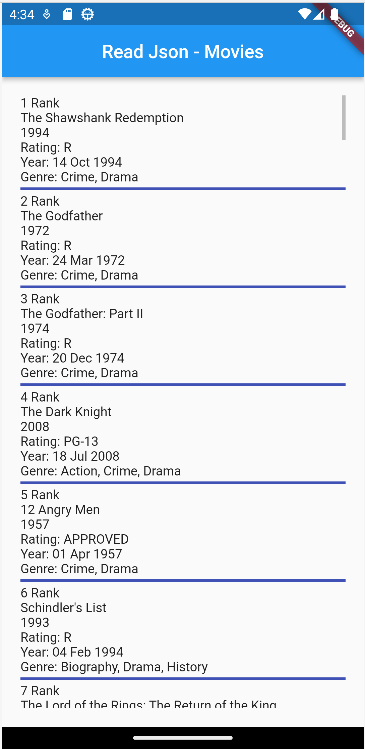 4:34
DEBUG
Read Json - Movies
1 Rank
The Shawshank Redemption
1994
Rating: R
Year: 14 Oct 1994
Genre: Crime, Drama
2 Rank
The Godfather
1972
Rating: R
Year: 24 Mar 1972
Genre: Crime, Drama
3 Rank
The Godfather: Part II
1974
Rating: R
Year: 20 Dec 1974
Genre: Crime, Drama
4 Rank
The Dark Knight
2008
Rating: PG-13
Year: 18 Jul 2008
Genre: Action, Crime, Drama
5 Rank
12 Angry Men
1957
Rating: APPROVED
Year: 01 Apr 1957
Genre: Crime, Drama
6 Rank
Schindler's List
1993
Rating: R
Year: 04 Feb 1994
Genre: Biography, Drama, History
7 Rank
The Lord of the Rings: The Return of the King